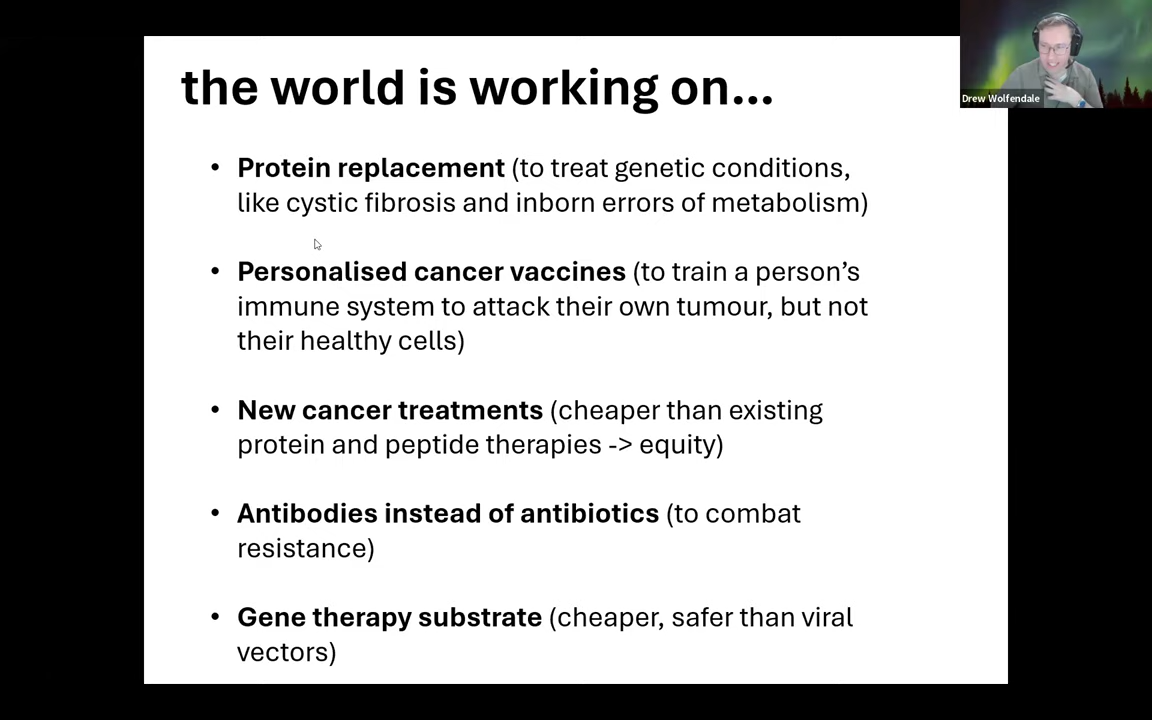 the world is working on...
• Protein replacement (to treat genetic conditions,
like cystic fibrosis and inborn errors of metabolism)
• Personalised cancer vaccines (to train a person’s
immune system to attack their own tumour, but not
their healthy cells)
• New cancer treatments (cheaper than existing
protein and peptide therapies -> equity)
• Antibodies instead of antibiotics (to combat
resistance)
• Gene therapy substrate (cheaper, safer than viral
vectors)
Drew Wolfendale